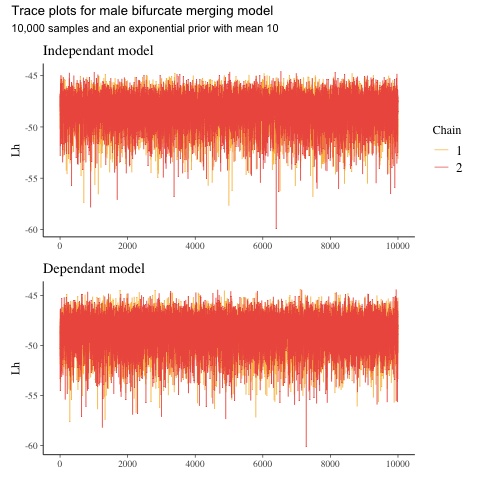 Trace plots for male bifurcate merging model
10,000 samples and an exponential prior with mean 10
Independant model
-45
-50
-55
-60
Lh
0 2000 4000 6000 8000 10000
Chain
1
2
Dependant model
-45
-50
-55
-60
Lh
0 2000 4000 6000 8000 10000